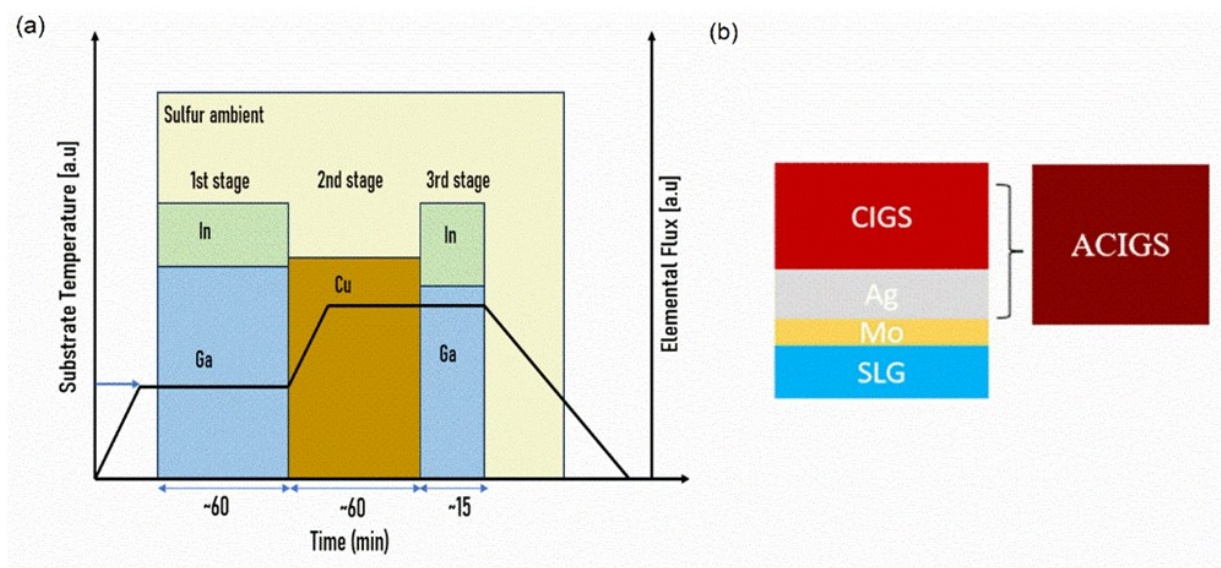 (a)
Sulfur ambient
1st stage
2nd stage
3rd stage
In
In
Cu
Ga
Ga
Substrate Temperature [a.u]
Elemental Flux [a.u]
~60
~60
~15
Time (min)
(b)
CIGS
Ag
Mo
SLG
ACIGS